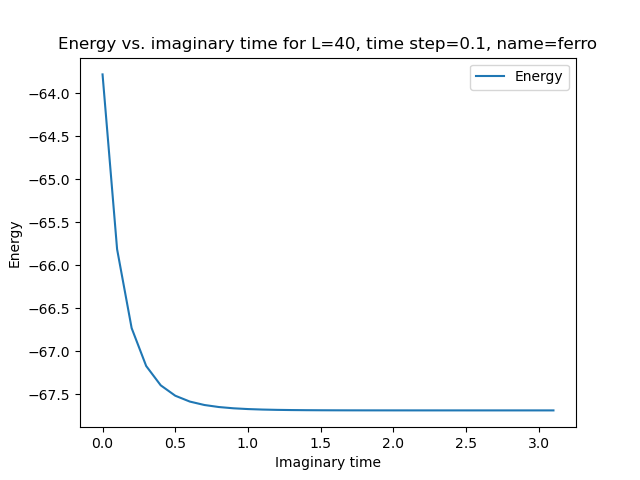 Energy vs. imaginary time for L=40, time step=0.1, name=ferro
Energy
−64.0
−64.5
−65.0
−65.5
−66.0
−66.5
−67.0
−67.5
Energy
0.0 0.5 1.0 1.5 2.0 2.5 3.0
Imaginary time